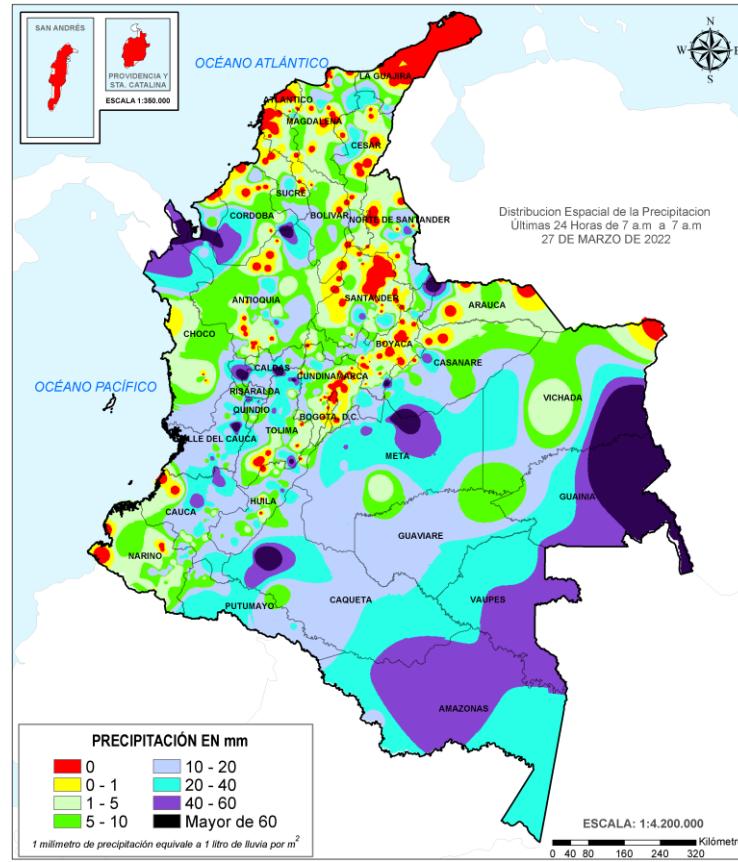 SAN ANDRÉS
PROVIDENCIA Y
STA. CATALINA
ESCALA 1:350.000
OCÉANO ATLÁNTICO
N
W
E
S
LA GUAJIRA
ATLANTICO
MAGDALENA
CESAR
SUCRE
CORDOBA
BOLIVAR
NORTE DE SANTANDER
Distribucion Espacial de la Precipitacion
Últimas 24 Horas de 7 a.m a 7 a.m
27 DE MARZO DE 2022
ANTIOQUIA
SANTANDER
ARAUCA
CHOCO
BOYACA
CASANARE
OCÉANO PACÍFICO
CALDAS
CUNDINAMARCA
RISARALDA
VICHADA
QUINDIO
BOGOTA, D.C.
TOLIMA
VALLE DEL CAUCA
META
GUAINIA
HUILA
CAUCA
GUAVIARE
NARIÑO
CAQUETA
VAUPES
PUTUMAYO
AMAZONAS
PRECIPITACIÓN EN mm
0
0 - 1
1 - 5
5 - 10
10 - 20
20 - 40
40 - 60
Mayor de 60
1 milímetro de precipitación equivale a 1 litro de lluvia por m²
ESCALA: 1:4.200.000
0 40 80 160 240 320